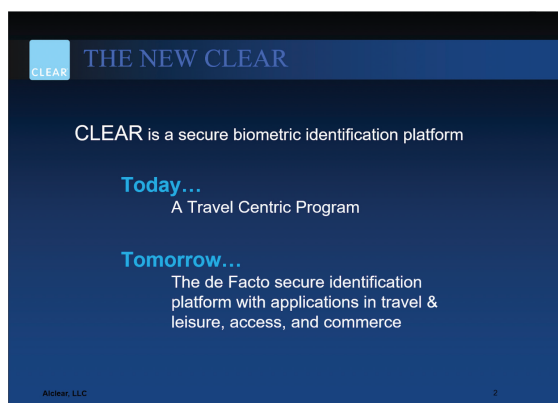 CLEAR
THE NEW CLEAR
CLEAR is a secure biometric identification platform
Today…
A Travel Centric Program
Tomorrow…
The de Facto secure identification
platform with applications in travel &
leisure, access, and commerce
Alclear, LLC
2